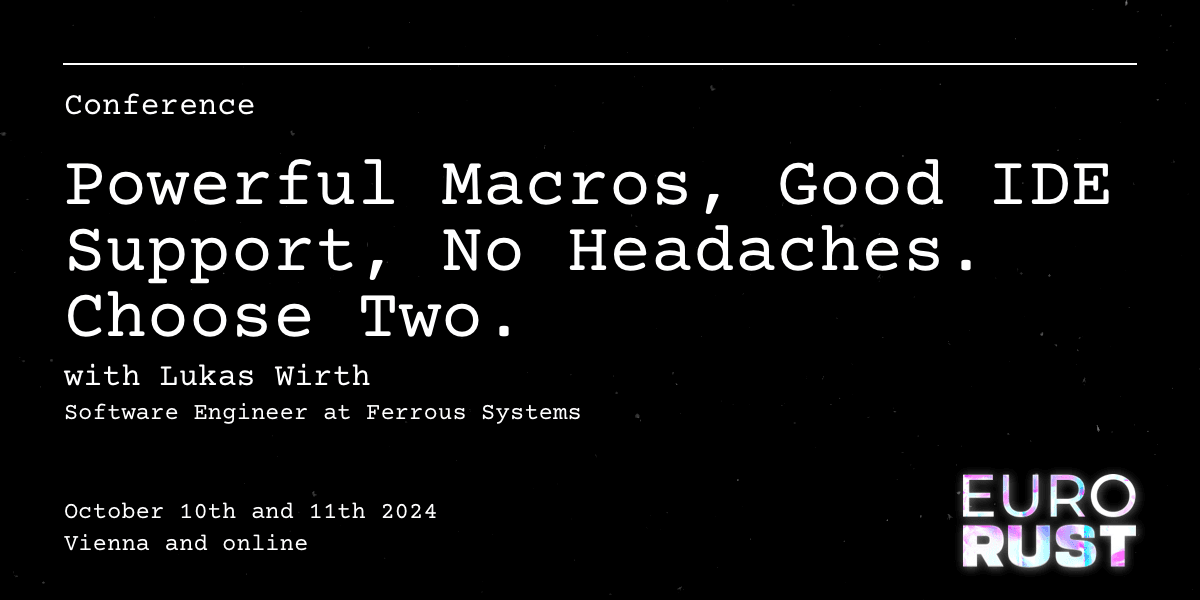 Conference
Powerful Macros, Good IDE
Support, No Headaches.
Choose Two.
with Lukas Wirth
Software Engineer at Ferrous Systems
October 10th and 11th 2024
Vienna and online
EURO
RUST